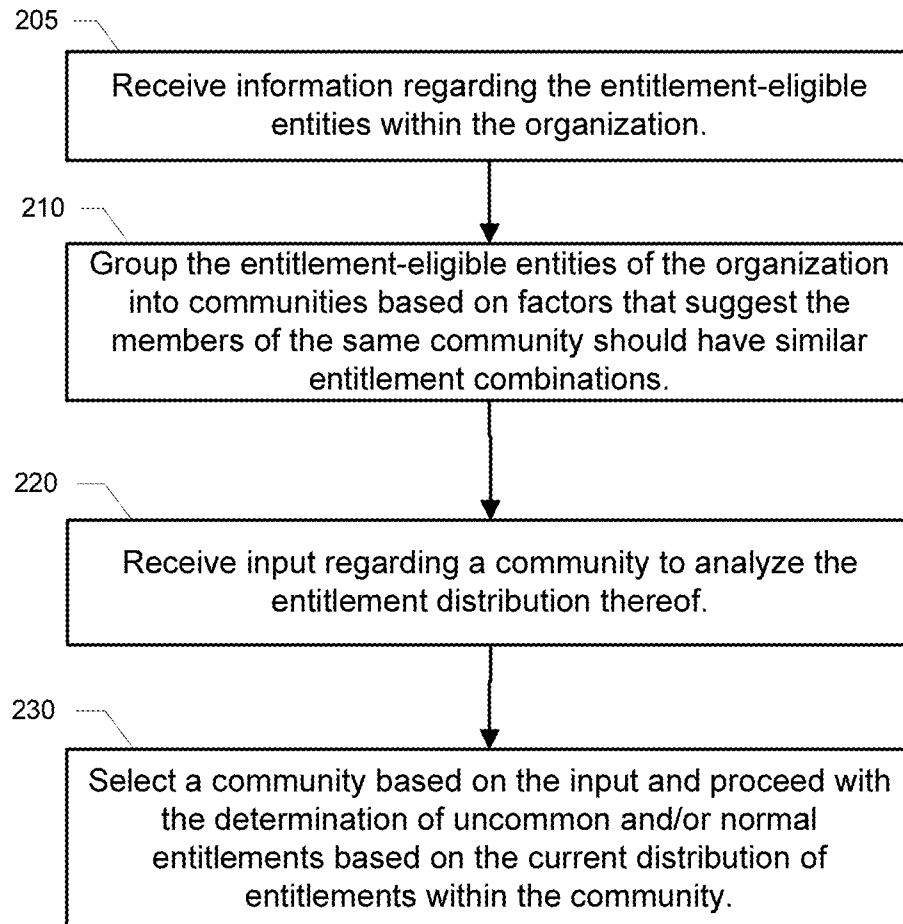 205
Receive information regarding the entitlement-eligible
entities within the organization.
210
Group the entitlement-eligible entities of the organization
into communities based on factors that suggest the
members of the same community should have similar
entitlement combinations.
220
Receive input regarding a community to analyze the
entitlement distribution thereof.
230
Select a community based on the input and proceed with
the determination of uncommon and/or normal
entitlements based on the current distribution of
entitlements within the community.